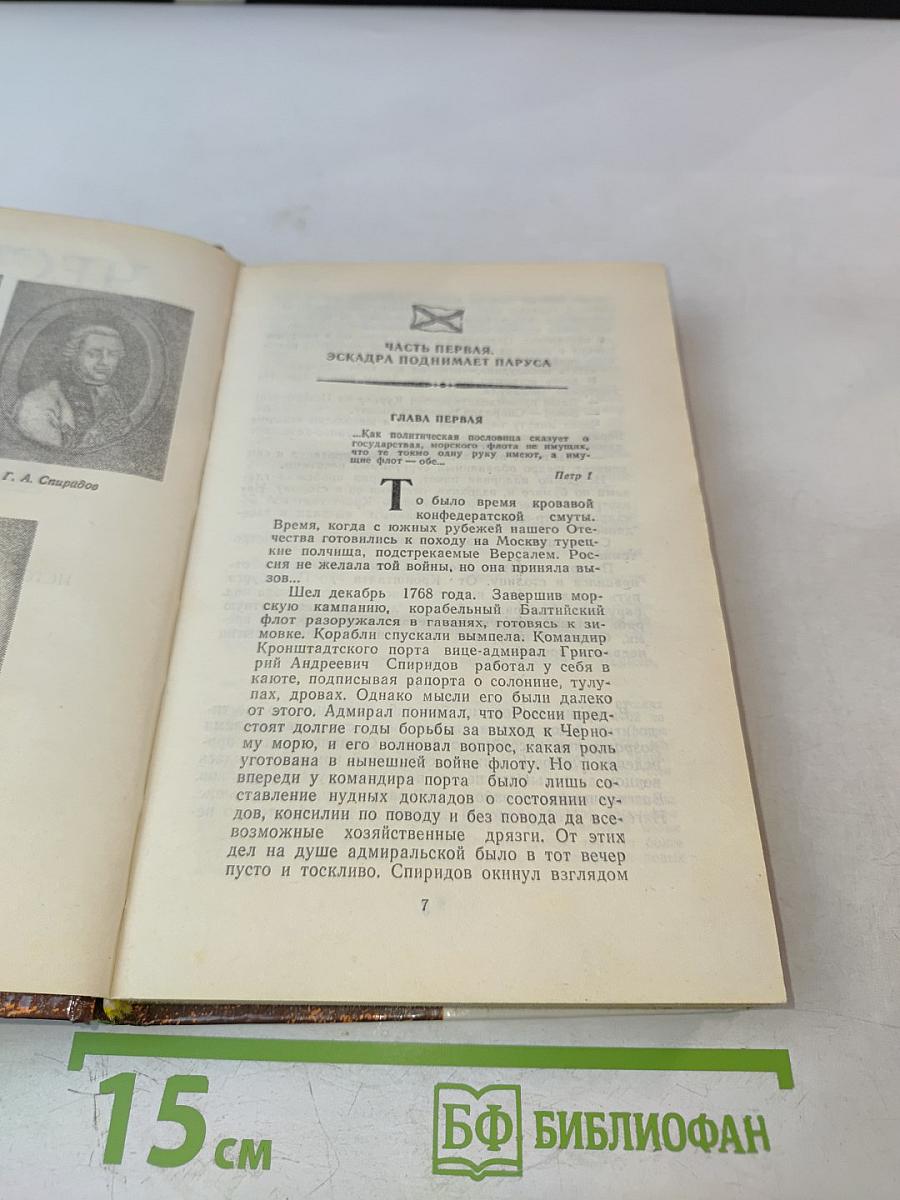 Г. А. Спирадов
ЧАСТЬ ПЕРВАЯ.
ЭСКАДРА ПОДНИМАЕТ ПАРУСА
ГЛАВА ПЕРВАЯ
...Как политическая пословица сказует о
государствах, морского флота не имущих,
что те токмо одну руку имеют, а иму-
щие флот — обе...
Петр I
То было время кровавой
конфедератской смуты.
Время, когда с южных рубежей нашего Оте-
чества готовились к походу на Москву турец-
кие полчища, подстрекаемые Версалем. Рос-
сия не желала той войны, но она приняла вы-
зов...
Шел декабрь 1768 года. Завершив мор-
скую кампанию, корабельный Балтийский
флот разоружался в гаванях, готовясь к зи-
мовке. Корабли спускали вымпела. Командир
Кронштадтского порта вице-адмирал Григо-
рий Андреевич Спиридов работал у себя в
каюте, подписывая рапорта о солонине, тулу-
пах, дровах. Однако мысли его были далеко
от этого. Адмирал понимал, что России пред-
стоят долгие годы борьбы за выход к Черно-
му морю, и его волновал вопрос, какая роль
уготована в нынешней войне флоту. Но пока
впереди у командира порта было лишь со-
ставление нудных докладов о состоянии су-
дов, консилии по поводу и без повода да все-
возможные хозяйственные дрязги. От этих
дел на душе адмиральской было в тот вечер
пусто и тоскливо. Спиридов окинул взглядом
7
15 см
БФ БИБЛИОФАН